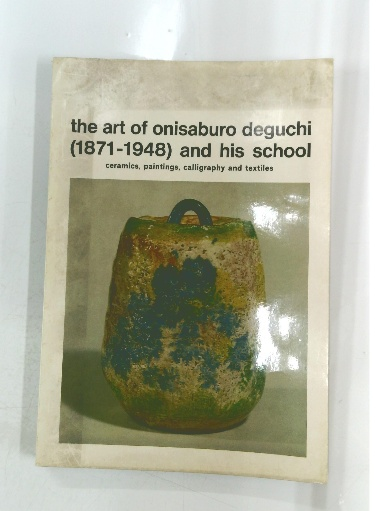 the art of onisaburo deguchi
(1871-1948) and his school
ceramics, paintings, calligraphy and textiles